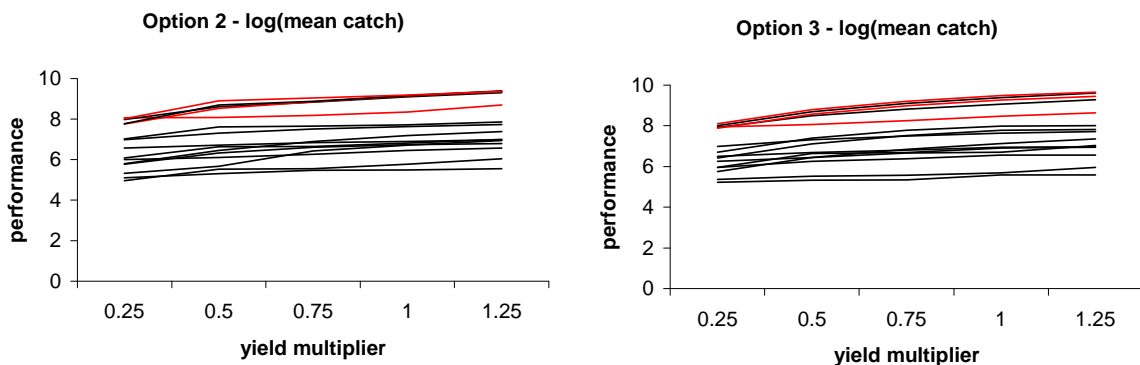 Option 2 - log(mean catch)
10
8
6
4
2
0
performance
0.25 0.5 0.75 1 1.25
yield multiplier
Option 3 - log(mean catch)
10
8
6
4
2
0
performance
0.25 0.5 0.75 1 1.25
yield multiplier